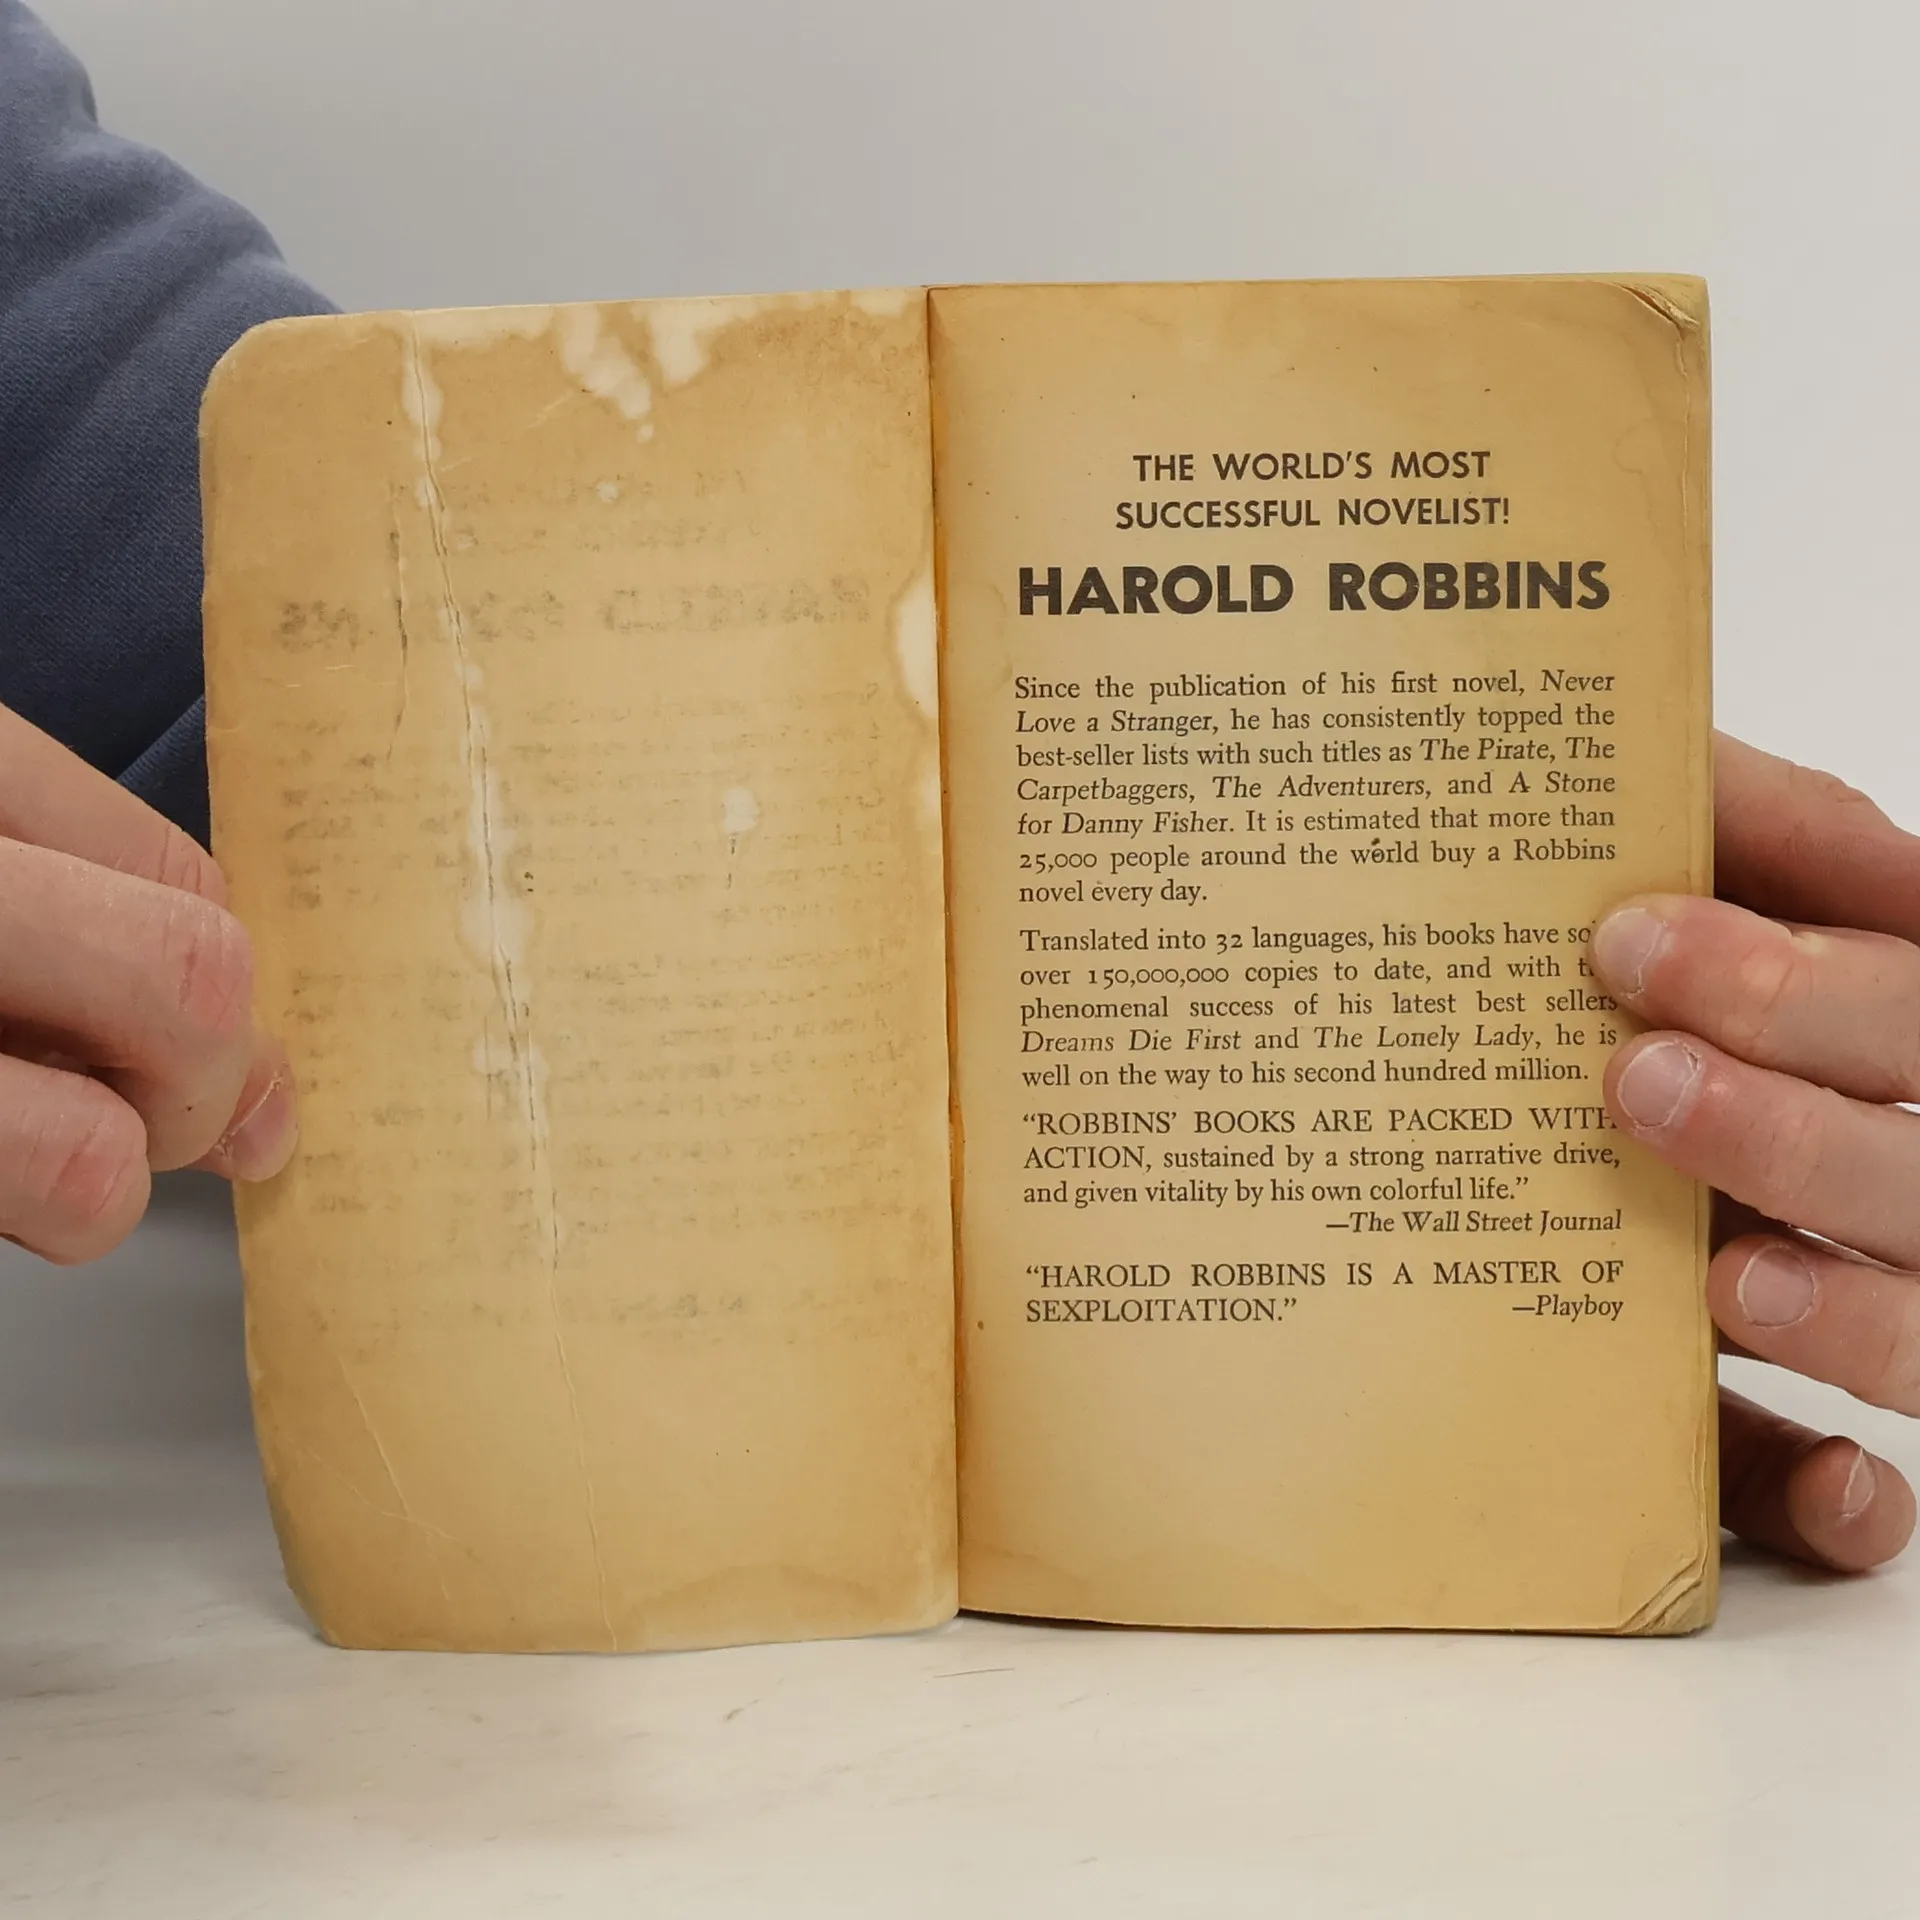 THE WORLD'S MOST
SUCCESSFUL NOVELIST!
HAROLD ROBBINS
Since the publication of his first novel, Never
Love a Stranger, he has consistently topped the
best-seller lists with such titles as The Pirate, The
Carpetbaggers, The Adventurers, and A Stone
for Danny Fisher. It is estimated that more than
25,000 people around the world buy a Robbins
novel every day.
Translated into 32 languages, his books have
over 150,000,000 copies to date, and with
phenomenal success of his latest best sellers
Dreams Die First and The Lonely Lady, he is
well on the way to his second hundred million.
“ROBBINS’ BOOKS ARE PACKED WITH
ACTION, sustained by a strong narrative drive,
and given vitality by his own colorful life.”
—The Wall Street Journal
“HAROLD ROBBINS IS A MASTER OF
SEXPLOITATION.” —Playboy